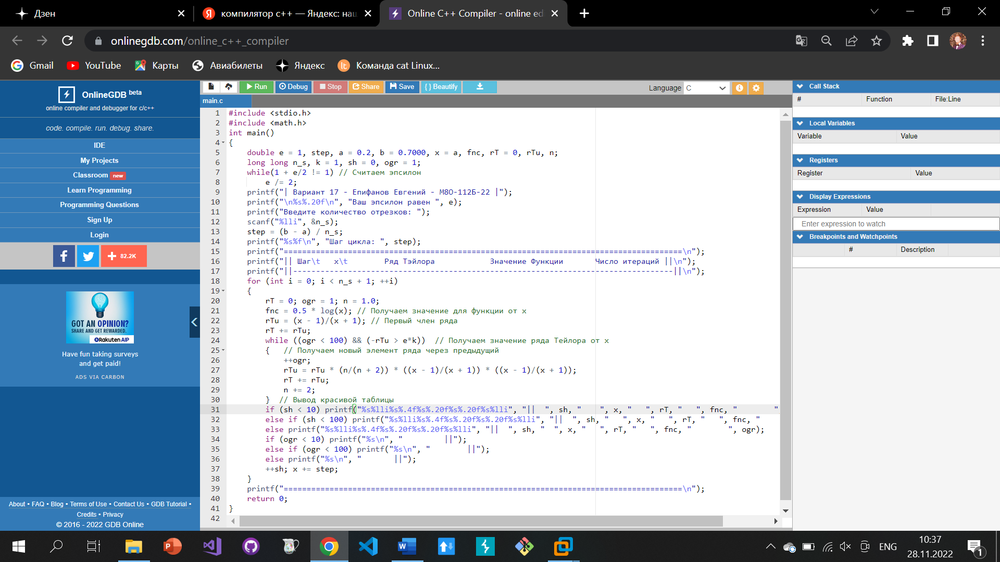 Дзен
компилятор c++ — Яндекс: наш
Online C++ Compiler - online ed
onlinegdb.com/online_c++_compiler
Gmail
YouTube
Карты
Авиабилеты
Яндекс
Команда cat Linux...
OnlineGDB beta
online compiler and debugger for c/c++
code. compile. run. debug. share.
IDE
My Projects
Classroom new
Learn Programming
Programming Questions
Sign Up
Login
82.2K
GOT AN OPINION?
SHARE AND GET REWARDED.
Rakuten AIP
Have fun taking surveys
and get paid!
ADS VIA CARBON
About • FAQ • Blog • Terms of Use • Contact Us • GDB Tutorial •
Credits • Privacy
© 2016 - 2022 GDB Online
Run Debug Stop Share Save { } Beautify
Language C
main.c
1 #include <stdio.h>
2 #include <math.h>
3 int main()
4 {
5 double e = 1, step, a = 0.2, b = 0.7000, x = a, fnc, rT = 0, rTu, n;
6 long long n_s, k = 1, sh = 0, ogr = 1;
7 while(1 + e/2 != 1) // Считаем эпсилон
8 e /= 2;
9 printf("| Вариант 17 - Епифанов Евгений - М8О-112Б-22 |");
10 printf("\n%s%.20f\n", "Ваш эпсилон равен ", e);
11 printf("Введите количество отрезков: ");
12 scanf("%lli", &n_s);
13 step = (b - a) / n_s;
14 printf("%s%f\n", "Шаг цикла: ", step);
15 printf("=======================================================================================\n");
16 printf("|| Шаг\t   x\t        Ряд Тэйлора            Значение Функции       Число итераций ||\n");
17 printf("||-----------------------------------------------------------------------------------||\n");
18 for (int i = 0; i < n_s + 1; ++i)
19 {
20 rT = 0; ogr = 1; n = 1.0;
21 fnc = 0.5 * log(x); // Получаем значение для функции от x
22 rTu = (x - 1)/(x + 1); // Первый член ряда
23 rT += rTu;
24 while ((ogr < 100) && (-rTu > e*k))  // Получаем значение ряда Тейлора от x
25 {   // Получаем новый элемент ряда через предыдущий
26 ++ogr;
27 rTu = rTu * (n/(n + 2)) * ((x - 1)/(x + 1)) * ((x - 1)/(x + 1));
28 rT += rTu;
29 n += 2;
30 }  // Вывод красивой таблицы
31 if (sh < 10) printf("%s%lli%s%.4f%s%.20f%s%.20f%s%lli", "||  ", sh, "    ", x, "   ", rT, "   ", fnc, "        "
32 else if (sh < 100) printf("%s%lli%s%.4f%s%.20f%s%.20f%s%lli", "||  ", sh, "   ", x, "   ", rT, "   ", fnc, "
33 else printf("%s%lli%s%.4f%s%.20f%s%.20f%s%lli", "||  ", sh, "  ", x, "   ", rT, "   ", fnc, "        ", ogr);
34 if (ogr < 10) printf("%s\n", "         ||");
35 else if (ogr < 100) printf("%s\n", "        ||");
36 else printf("%s\n", "       ||");
37 ++sh; x += step;
38 }
39 printf("=======================================================================================\n");
40 return 0;
41 }
42
Call Stack
# Function File:Line
Local Variables
Variable Value
Registers
Register Value
Display Expressions
Expression Value
Enter expression to watch
Breakpoints and Watchpoints
# Description
ENG
10:37
28.11.2022
1